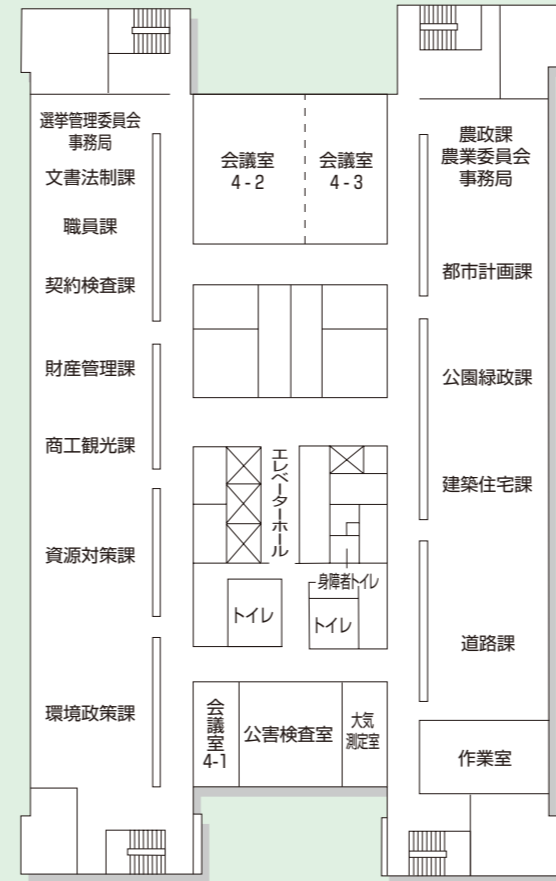 選挙管理委員会
事務局
文書法制課
職員課
契約検査課
財産管理課
商工観光課
資源対策課
環境政策課
会議室
4-2
会議室
4-3
エレベーターホール
身障者トイレ
トイレ
トイレ
会議室
4-1
公害検査室
大気
測定室
農政課
農業委員会
事務局
都市計画課
公園緑政課
建築住宅課
道路課
作業室